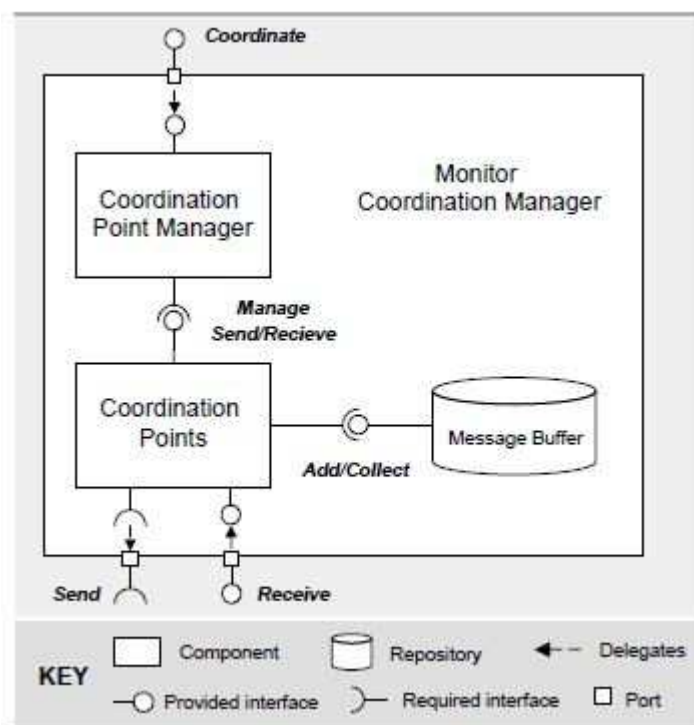 Coordinate
Coordination
Point Manager
Monitor
Coordination Manager
Manage
Send/Recieve
Coordination
Points
Message Buffer
Add/Collect
Send
Receive
KEY
Component
Repository
Delegates
Provided interface
Required interface
Port